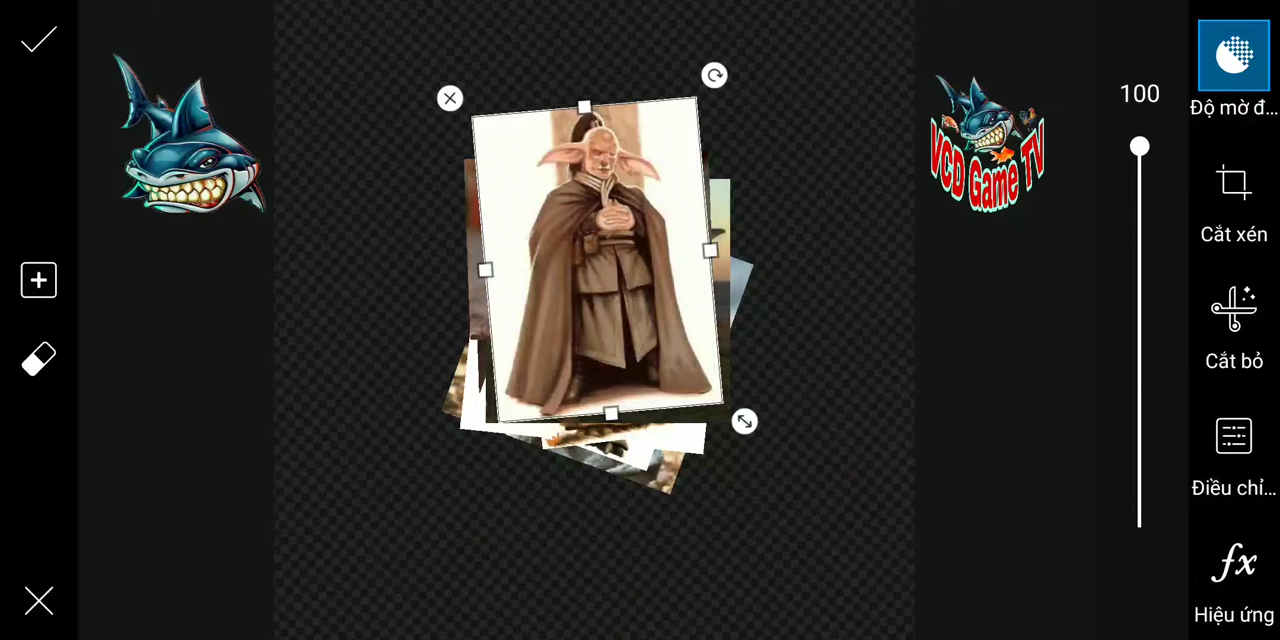 VCD Game TV
100
Độ mờ đ...
Cắt xén
Cắt bỏ
Điều chỉ...
fx
Hiệu ứng